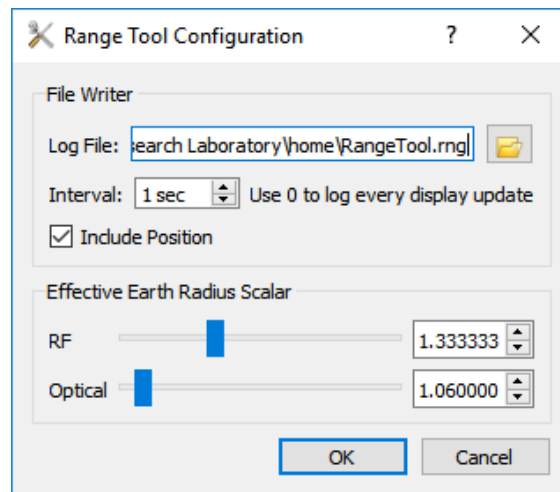 Range Tool Configuration ?
File Writer
Log File: search Laboratory\home\RangeTool.rng
Interval: 1 sec Use 0 to log every display update
Include Position
Effective Earth Radius Scalar
RF 1.333333
Optical 1.060000
OK Cancel